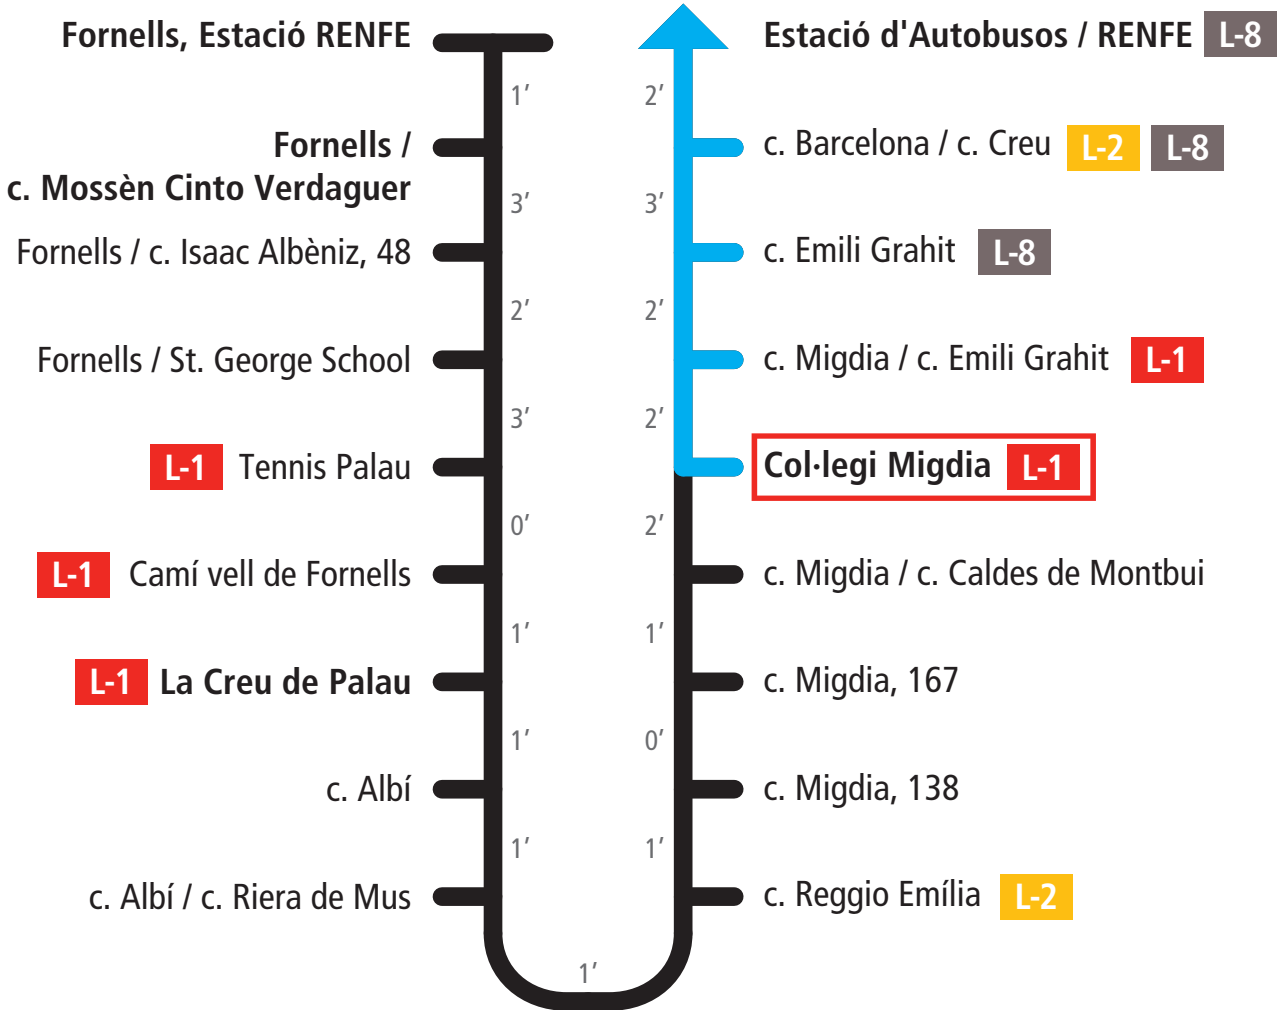 Fornells, Estació RENFE
1’
Fornells /
c. Mossèn Cinto Verdaguer
3’
Fornells / c. Isaac Albèniz, 48
2’
Fornells / St. George School
3’
L-1 Tennis Palau
0’
L-1 Camí vell de Fornells
1’
L-1 La Creu de Palau
1’
c. Albí
1’
c. Albí / c. Riera de Mus
1’
c. Reggio Emília L-2
1’
c. Migdia, 138
0’
c. Migdia, 167
1’
c. Migdia / c. Caldes de Montbui
2’
Col·legi Migdia L-1
2’
c. Migdia / c. Emili Grahit L-1
2’
c. Emili Grahit L-8
3’
c. Barcelona / c. Creu L-2 L-8
2’
Estació d'Autobusos / RENFE L-8